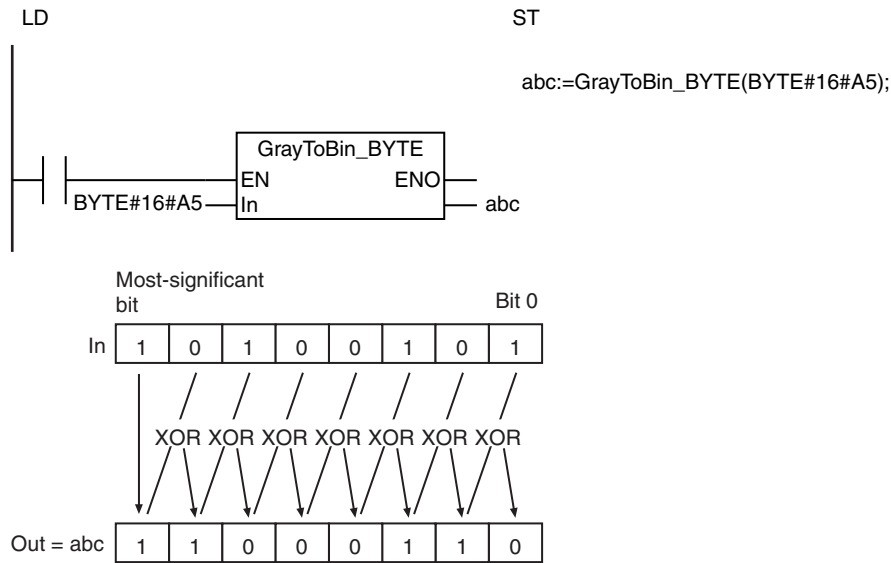 LD
ST
abc:=GrayToBin_BYTE(BYTE#16#A5);
GrayToBin_BYTE
EN ENO
BYTE#16#A5 In abc
Most-significant
bit
Bit 0
In 1 0 1 0 0 1 0 1
XOR XOR XOR XOR XOR XOR XOR
Out = abc 1 1 0 0 0 1 1 0